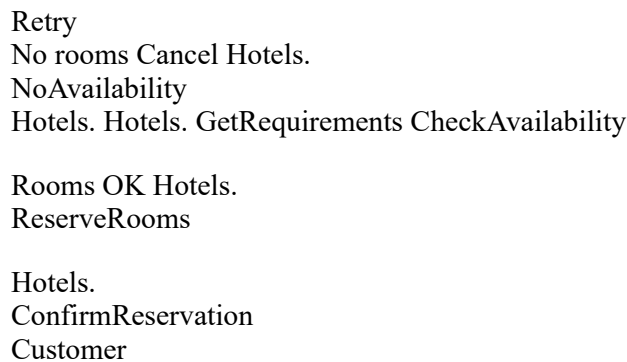 Retry
No rooms Cancel Hotels.
NoAvailability
Hotels. Hotels. GetRequirements CheckAvailability
Rooms OK Hotels.
ReserveRooms
Hotels.
ConfirmReservation
Customer